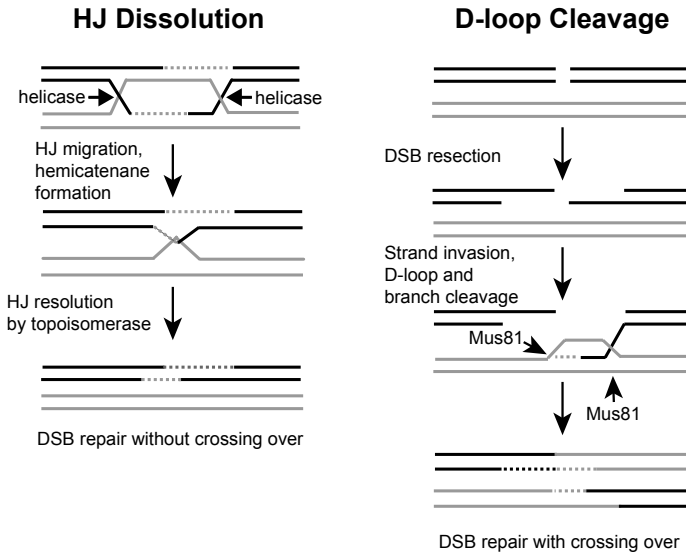 HJ Dissolution
helicase
helicase
HJ migration,
hemicatenane
formation
HJ resolution
by topoisomerase
DSB repair without crossing over
D-loop Cleavage
DSB resection
Strand invasion,
D-loop and
branch cleavage
Mus81
Mus81
DSB repair with crossing over